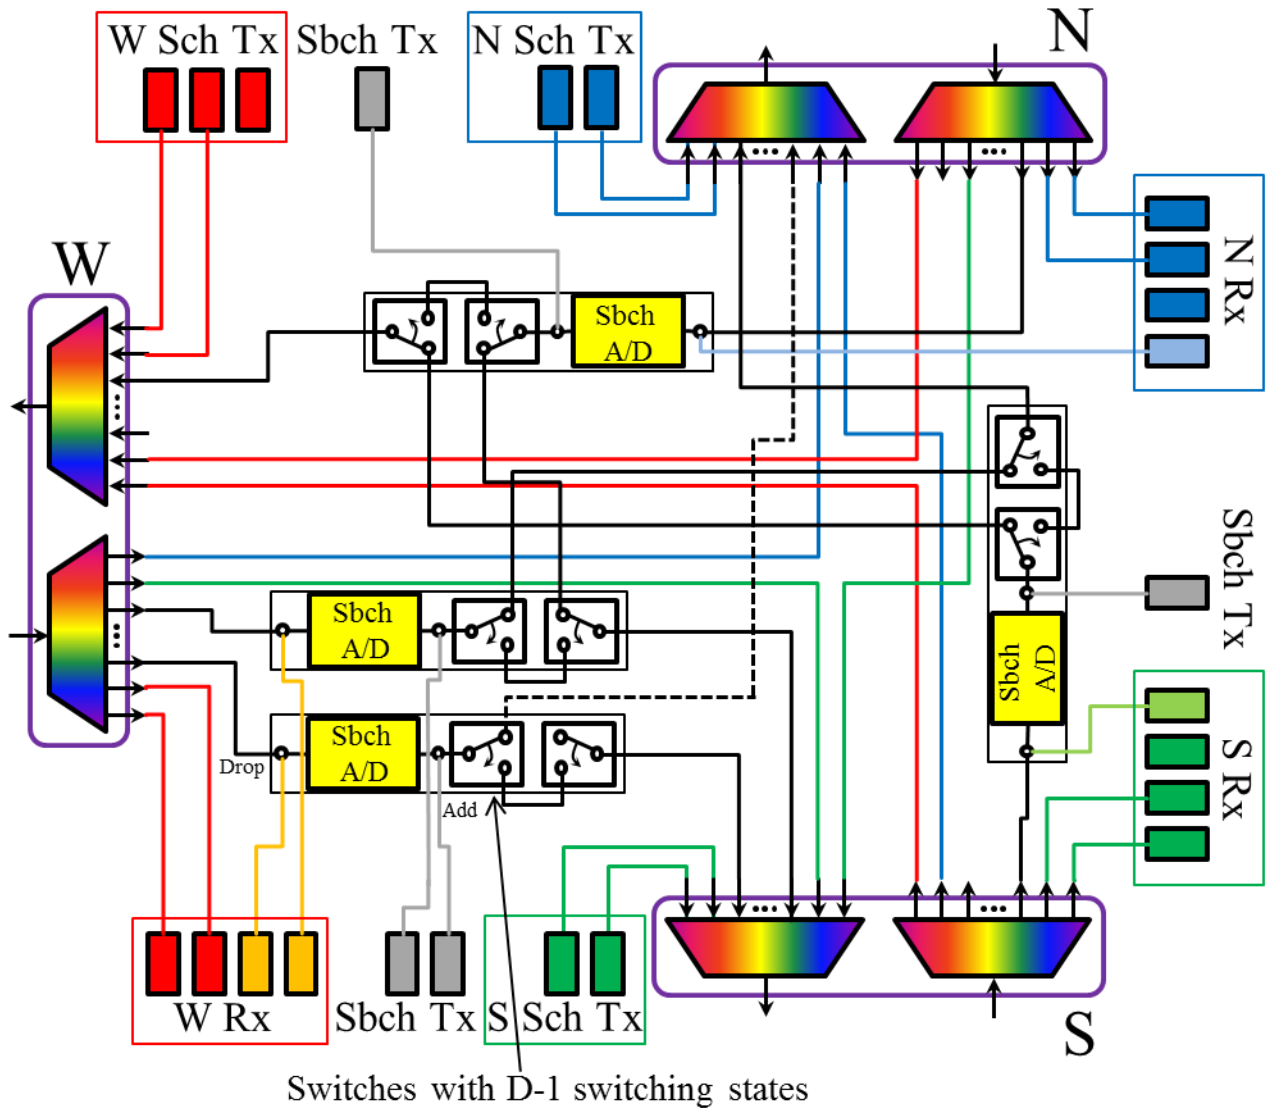 W Sch Tx
Sbch Tx
N Sch Tx
N
W
N Rx
Sbch
A/D
Sbch Tx
Sbch
A/D
Sbch
A/D
Sbch
A/D
Drop
Add
S Rx
W Rx
Sbch Tx
S Sch Tx
S
Switches with D-1 switching states